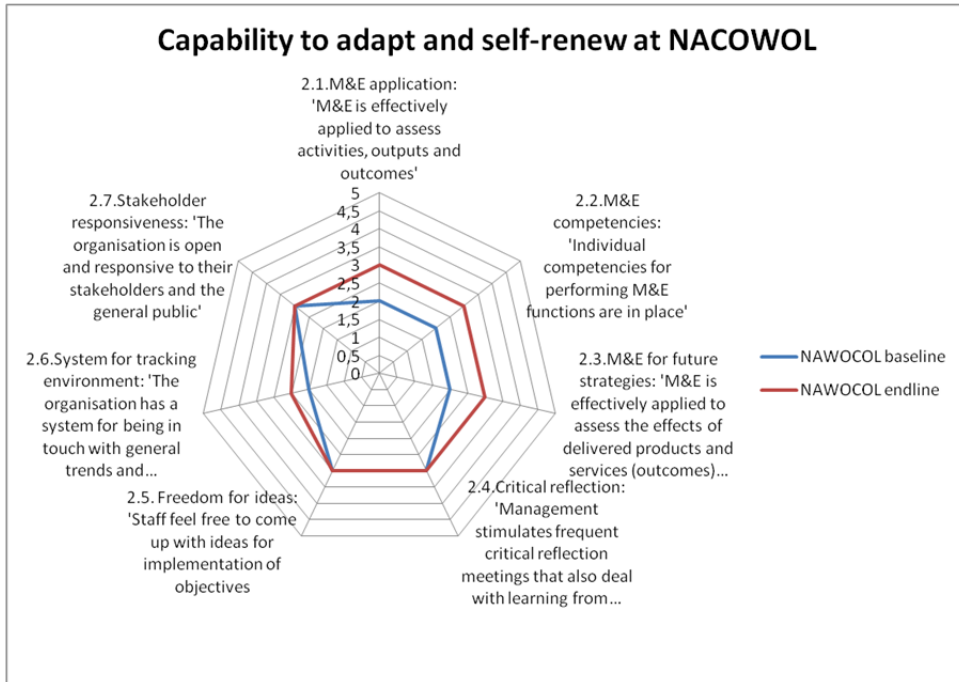 Capability to adapt and self-renew at NACOWOL
2.1.M&E application:
'M&E is effectively
applied to assess
activities, outputs and
outcomes'
2.2.M&E
competencies:
'Individual
competencies for
performing M&E
functions are in place'
2.3.M&E for future
strategies: 'M&E is
effectively applied to
assess the effects of
delivered products and
services (outcomes)...
2.4.Critical reflection:
'Management
stimulates frequent
critical reflection
meetings that also deal
with learning from...
2.5. Freedom for ideas:
'Staff feel free to come
up with ideas for
implementation of
objectives
2.6.System for tracking
environment: 'The
organisation has a
system for being in
touch with general
trends and...
2.7.Stakeholder
responsiveness: 'The
organisation is open
and responsive to their
stakeholders and the
general public'
5
4,5
4
3,5
3
2,5
2
1,5
1
0,5
0
NAWOCOL baseline
NAWOCOL endline